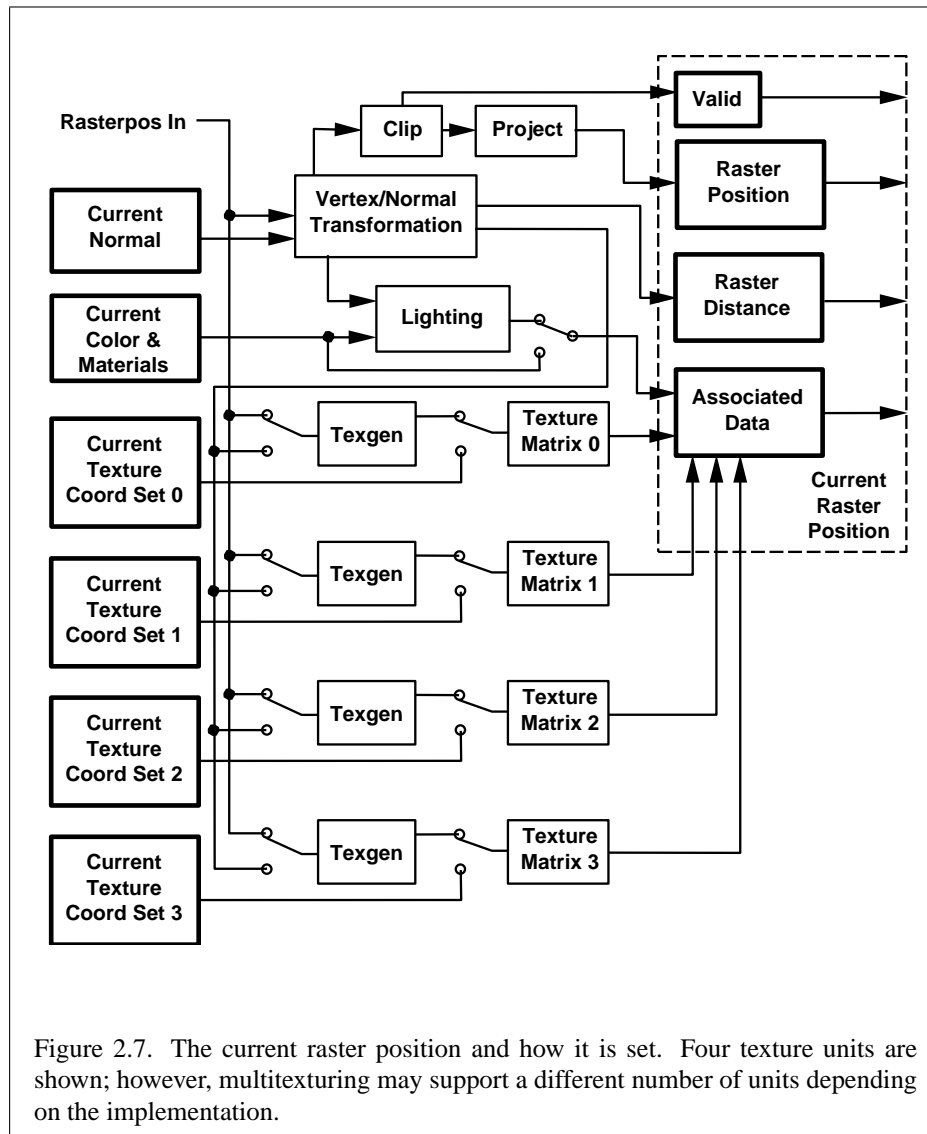 Rasterpos In
Clip
Project
Valid
Raster
Position
Current
Normal
Vertex/Normal
Transformation
Raster
Distance
Current
Color &
Materials
Lighting
Associated
Data
Current
Raster
Position
Current
Texture
Coord Set 0
Texgen
Texture
Matrix 0
Current
Texture
Coord Set 1
Texgen
Texture
Matrix 1
Current
Texture
Coord Set 2
Texgen
Texture
Matrix 2
Current
Texture
Coord Set 3
Texgen
Texture
Matrix 3
Figure 2.7. The current raster position and how it is set. Four texture units are
shown; however, multitexturing may support a different number of units depending
on the implementation.